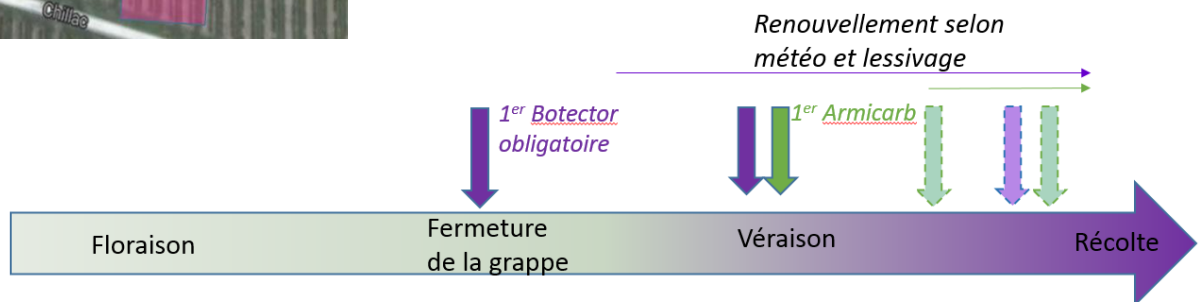 Chillac
Renouvellement selon
météo et lessivage
1er Botector
obligatoire
1er Armicarb
Floraison
Fermeture
de la grappe
Véraison
Récolte